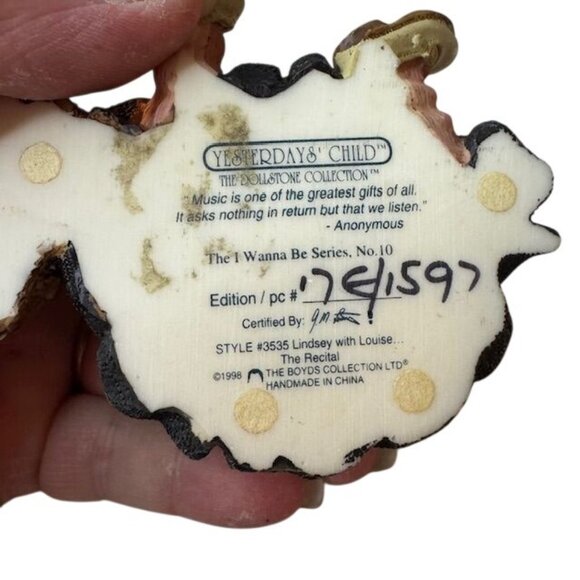 YESTERDAYS' CHILD™
THE DOLLSTONE COLLECTION™
"Music is one of the greatest gifts of all.
It asks nothing in return but that we listen."
- Anonymous
The I Wanna Be Series, No.10
Edition / pc # 17E/1597
Certified By:
STYLE #3535 Lindsey with Louise...
The Recital
©1998 THE BOYDS COLLECTION LTD®
HANDMADE IN CHINA